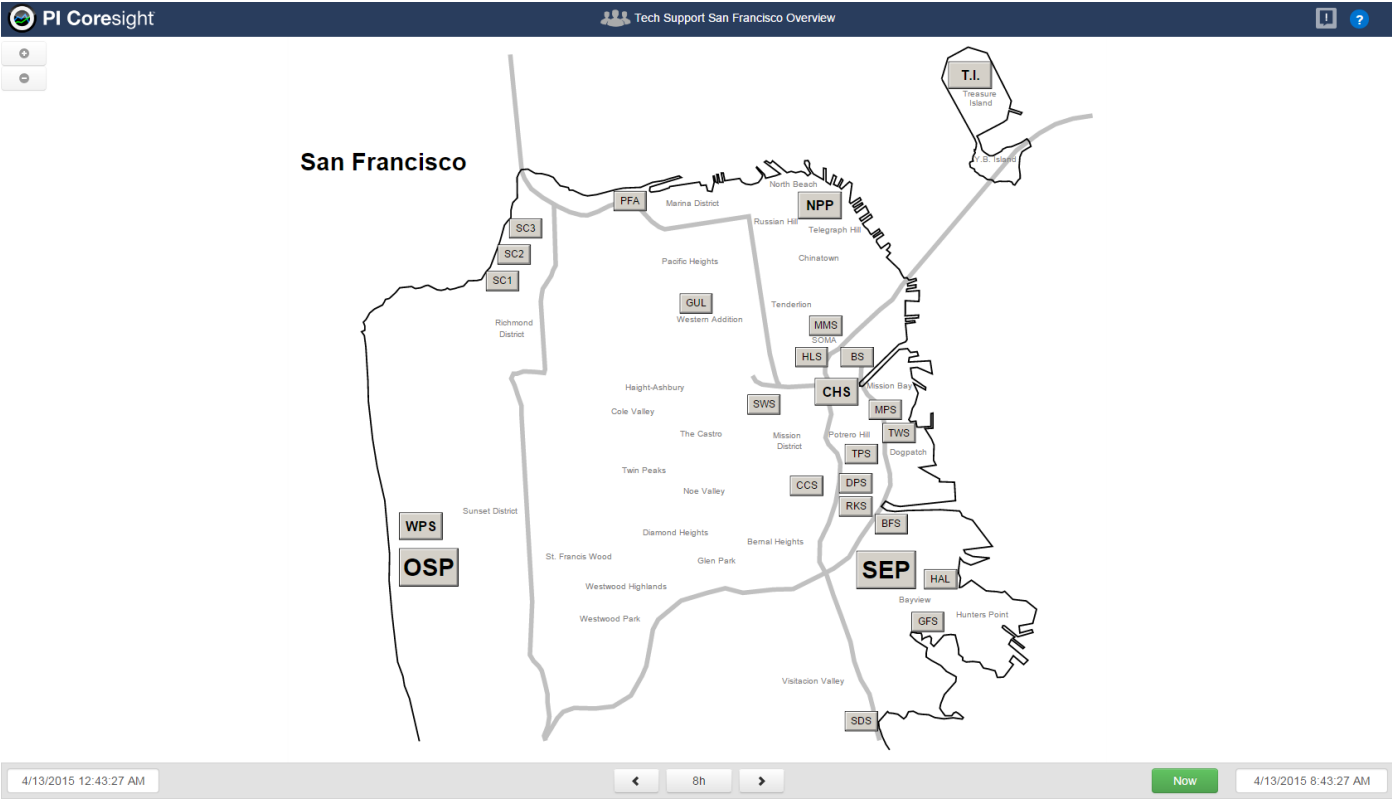 PI Coresight
Tech Support San Francisco Overview
!
?
T.I.
Treasure
Island
San Francisco
Y.B. Island
North Beach
PFA
Marina District
NPP
Russian Hill
Telegraph Hill
SC3
SC2
Pacific Heights
Chinatown
SC1
GUL
Western Addition
Tenderlion
Richmond
District
MMS
SOMA
HLS
BS
Haight-Ashbury
CHS
Mission Bay
Cole Valley
SWS
MPS
The Castro
Mission
District
Potrero Hill
TWS
TPS
Dogpatch
Twin Peaks
Noe Valley
CCS
DPS
RKS
Sunset District
WPS
BFS
Diamond Heights
Bernal Heights
St. Francis Wood
Glen Park
OSP
SEP
HAL
Westwood Highlands
Bayview
Westwood Park
GFS
Hunters Point
Visitacion Valley
SDS
4/13/2015 12:43:27 AM
8h
Now
4/13/2015 8:43:27 AM